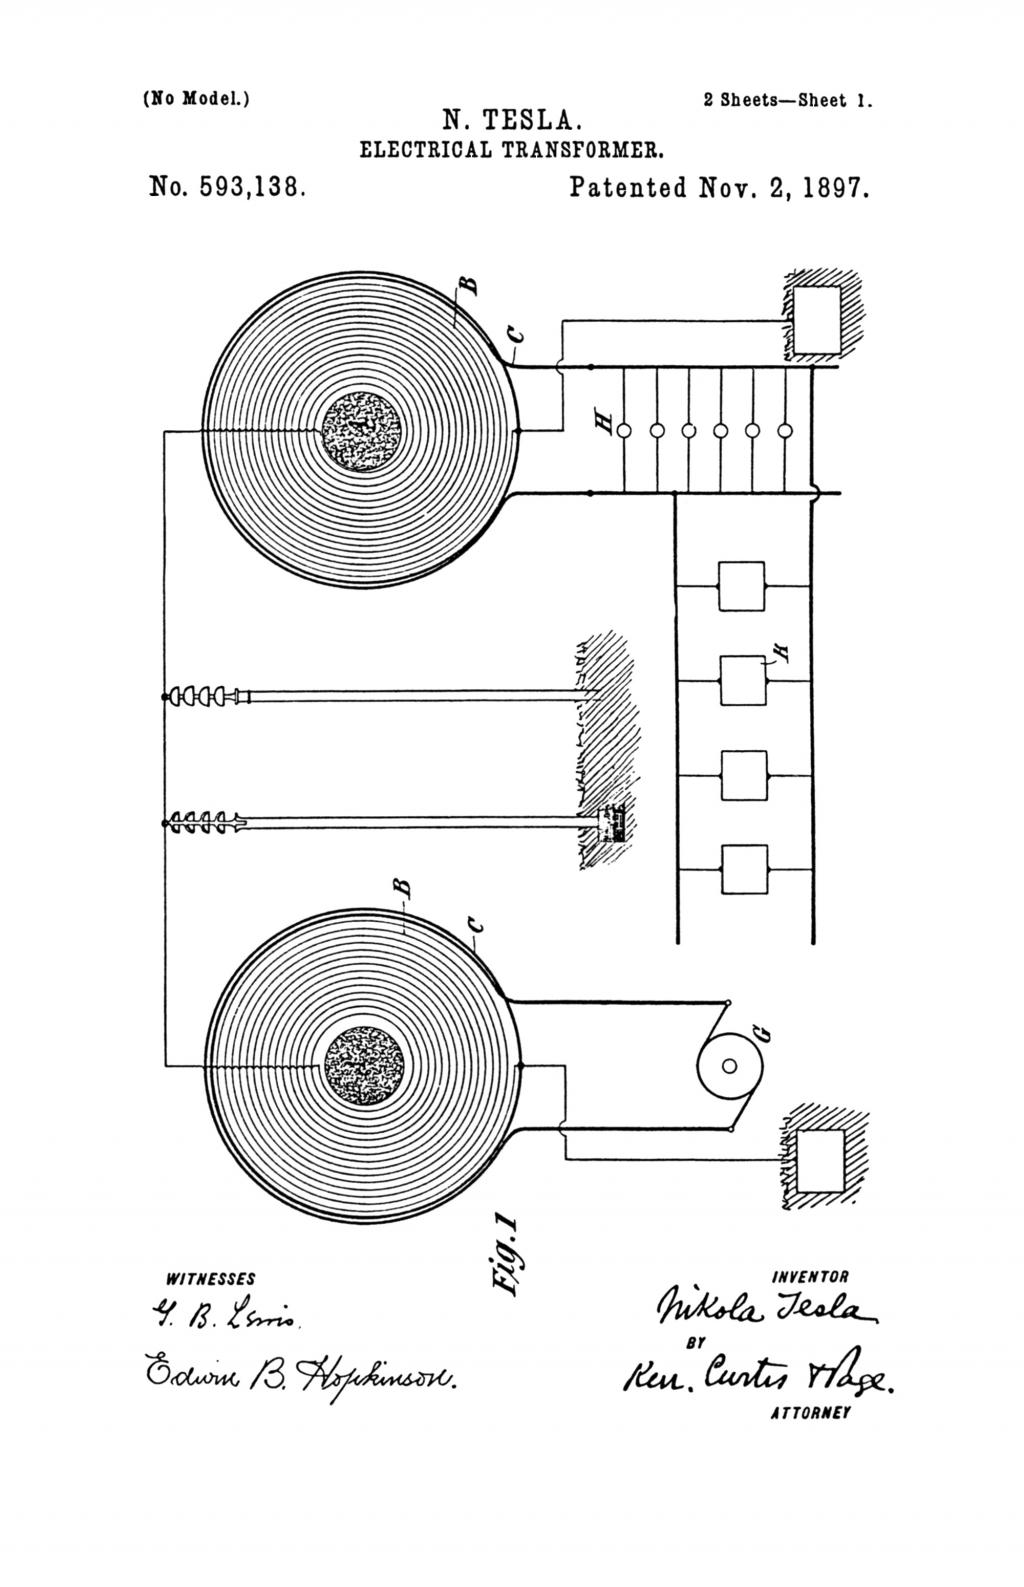 (No Model.)
2 Sheets—Sheet 1.
N. TESLA.
ELECTRICAL TRANSFORMER.
No. 593,138.
Patented Nov. 2, 1897.
B
C
A
H
K
B
C
A
G
Fig. 1
WITNESSES
G. B. Lewis.
Edwin B. Hopkinson.
INVENTOR
Nikola Tesla
BY
Kerr, Curtis & Page.
ATTORNEY